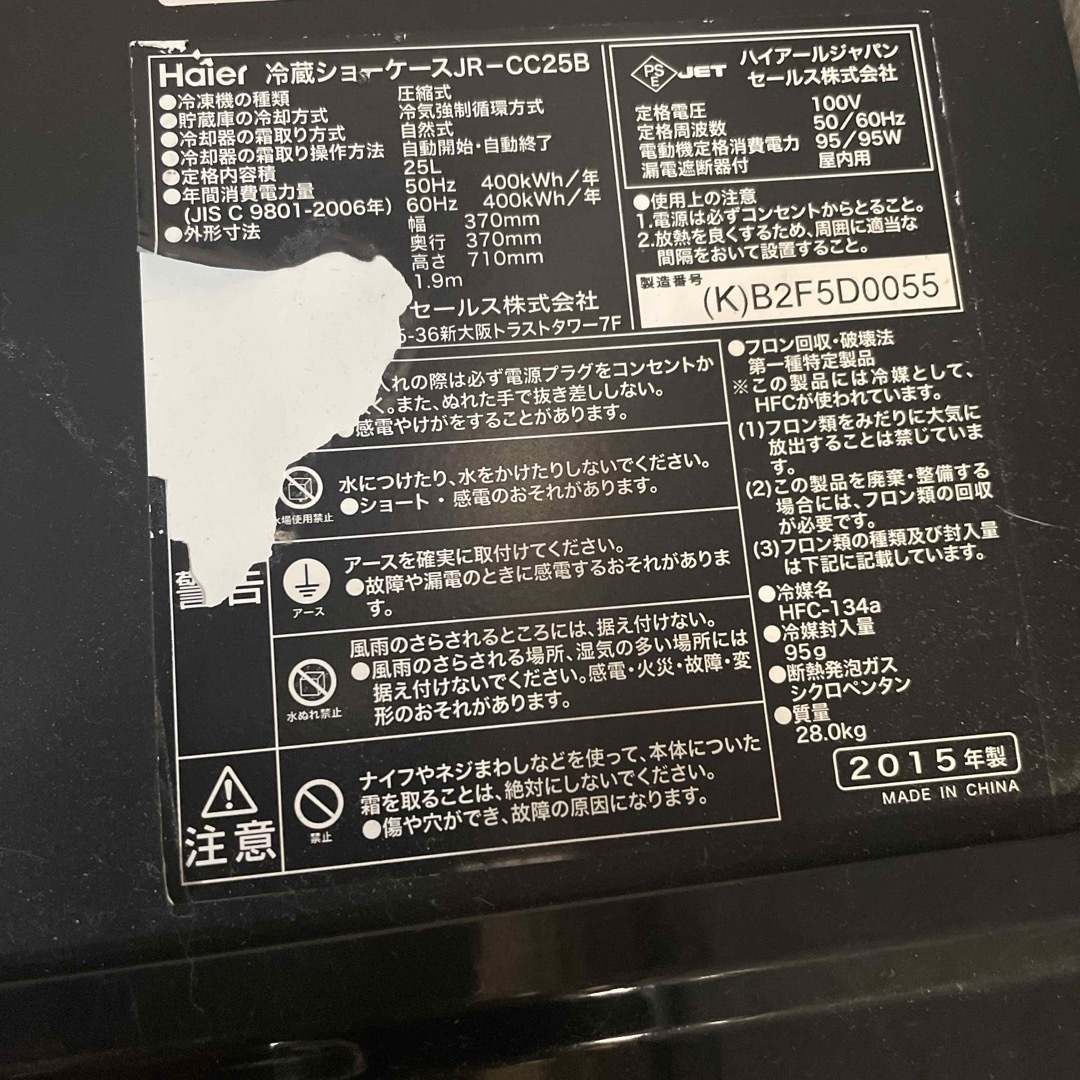 Haier 冷蔵ショーケースJR-CC25B
●冷凍機の種類 圧縮式
●貯蔵庫の冷却方式 冷気強制循環方式
●冷却器の霜取り方式 自然式
●冷却器の霜取り操作方法 自動開始・自動終了
●定格内容積 25L
●年間消費電力量 50Hz 400kWh/年
(JIS C 9801-2006年) 60Hz 400kWh/年
●外形寸法 幅 370mm
奥行 370mm
高さ 710mm
1.9m
セールス株式会社
5-36新大阪トラストタワー7F
PSE JET ハイアールジャパン
セールス株式会社
定格電圧 100V
定格周波数 50/60Hz
電動機定格消費電力 95/95W
漏電遮断器付 屋内用
●使用上の注意
1.電源は必ずコンセントからとること。
2.放熱を良くするため、周囲に適当な
間隔をおいて設置すること。
製造番号 (K)B2F5D0055
入れの際は必ず電源プラグをコンセントか
く。また、ぬれた手で抜き差ししない。
感電やけがをすることがあります。
水場使用禁止
水につけたり、水をかけたりしないでください。
●ショート・感電のおそれがあります。
警告
アース
アースを確実に取付けてください。
●故障や漏電のときに感電するおそれがありま
す。
水ぬれ禁止
風雨のさらされるところには、据え付けない。
●風雨のさらされる場所、湿気の多い場所には
据え付けないでください。感電・火災・故障・変
形のおそれがあります。
注意
禁止
ナイフやネジまわしなどを使って、本体についた
霜を取ることは、絶対にしないでください。
●傷や穴ができ、故障の原因になります。
●フロン回収・破壊法
第一種特定製品
※この製品には冷媒として、
HFCが使われています。
(1)フロン類をみだりに大気に
放出することは禁じていま
す。
(2)この製品を廃棄・整備する
場合には、フロン類の回収
が必要です。
(3)フロン類の種類及び封入量
は下記に記載しています。
●冷媒名
HFC-134a
●冷媒封入量
95g
●断熱発泡ガス
シクロペンタン
●質量
28.0kg
2015年製
MADE IN CHINA